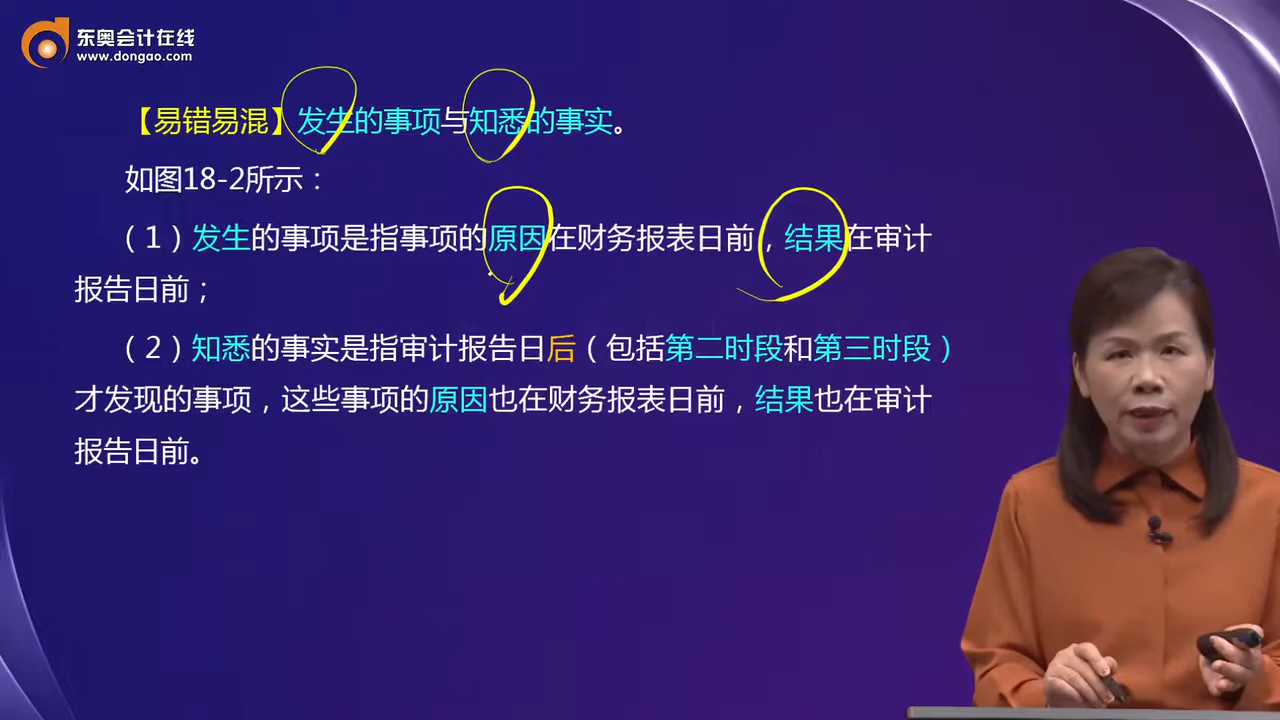 东奥会计在线
www.dongao.com
【易错易混】发生的事项与知悉的事实。
如图18-2所示：
（1）发生的事项是指事项的原因在财务报表日前，结果在审计
报告日前；
（2）知悉的事实是指审计报告日后（包括第二时段和第三时段）
才发现的事项，这些事项的原因也在财务报表日前，结果也在审计
报告日前。